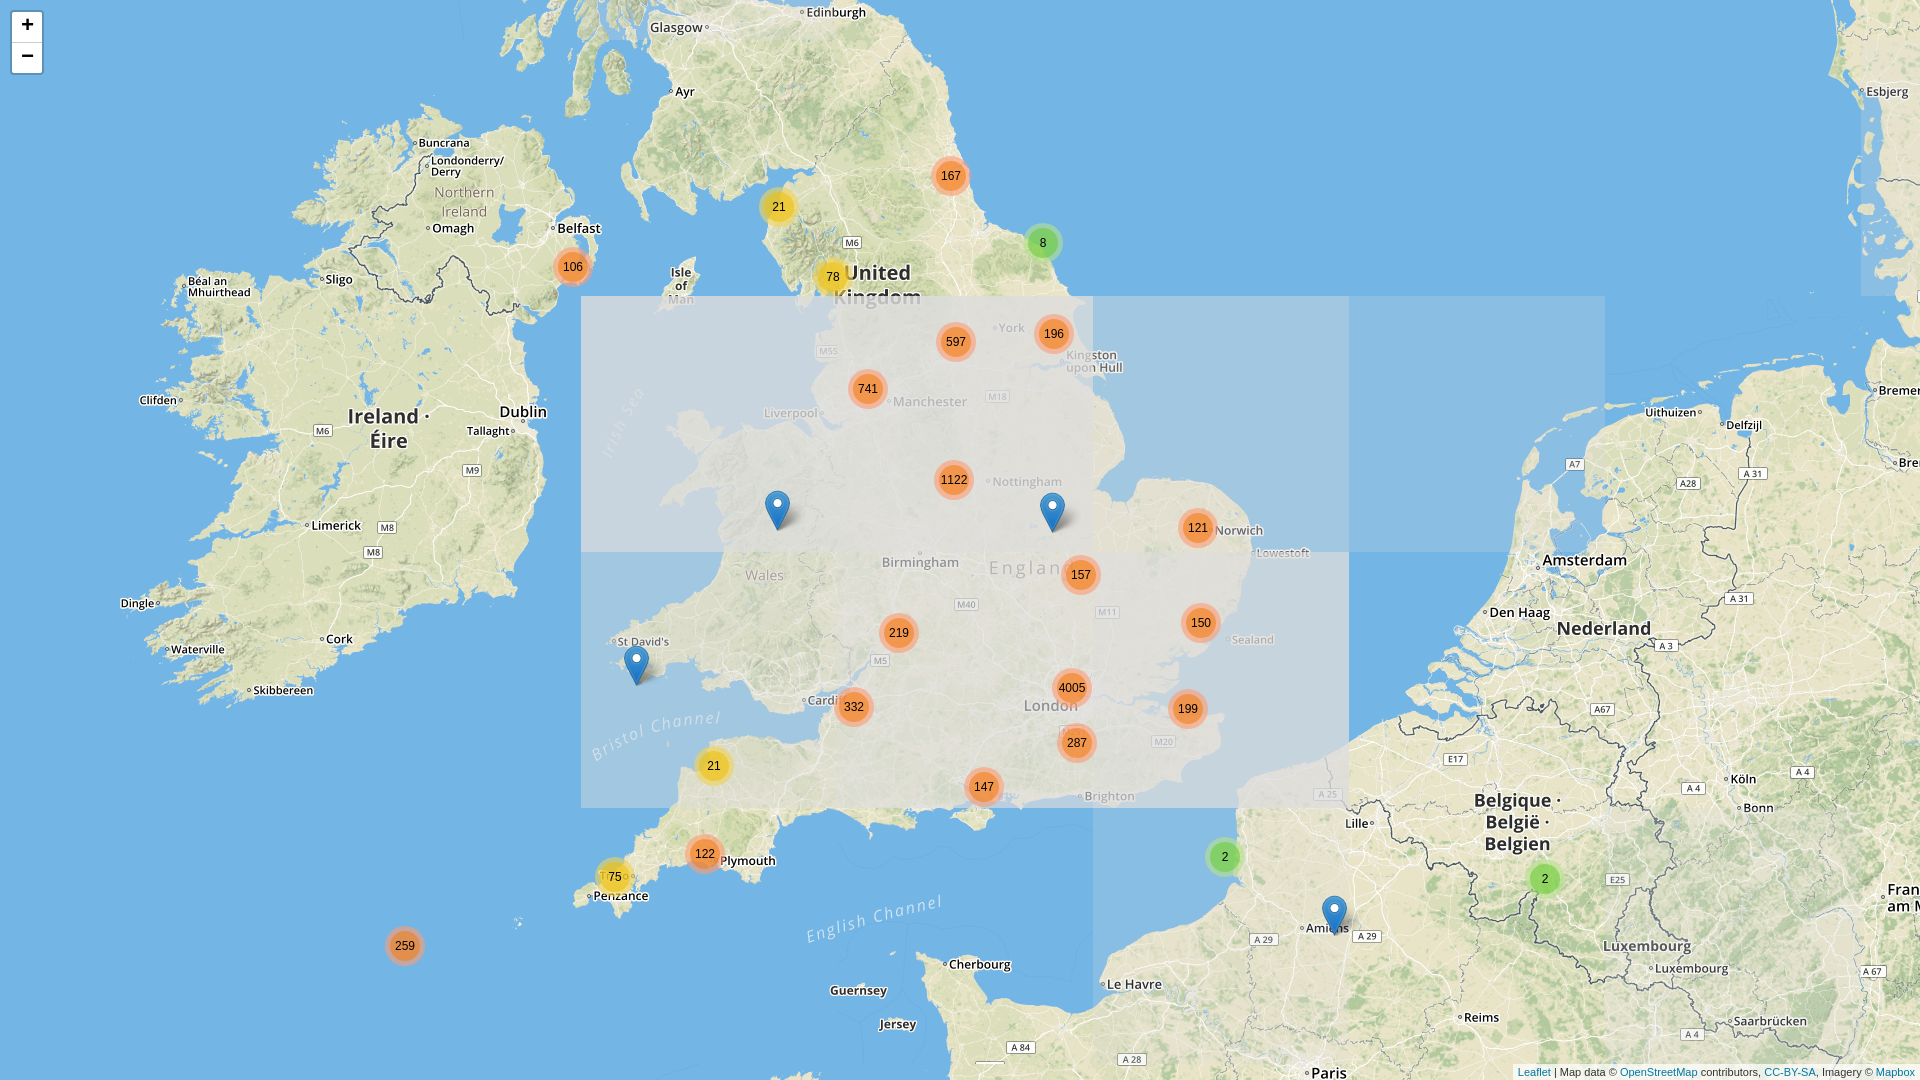 +
−
Edinburgh
Glasgow
Ayr
Esbjerg
Buncrana
Londonderry/
Derry
Northern
Ireland
Omagh
Belfast
167
21
8
M6
106
78
United
Kingdom
Isle
of
Man
Sligo
Béal an
Mhuirthead
597
York
196
M55
Kingston
upon Hull
741
Manchester
M18
Liverpool
Irish Sea
Clifden
Dublin
Tallaght
Ireland ·
Éire
M6
M9
Uithuizen
Delfzijl
A7
A 31
A28
1122
Nottingham
Limerick
M8
M8
121
Norwich
Lowestoft
Birmingham
Wales
157
Amsterdam
Dingle
M40
M11
A 31
Den Haag
Nederland
Cork
Waterville
St David's
219
150
Sealand
A 3
M5
Skibbereen
4005
London
332
199
A67
Bristol Channel
287
M20
E17
21
Köln
A 4
A 4
Bonn
147
Brighton
A 25
Belgique ·
België ·
Belgien
Lille
122
Plymouth
2
2
E25
75
Penzance
English Channel
Amiens
A 29
A 29
259
Luxembourg
Luxembourg
A 67
Cherbourg
Le Havre
Guernsey
Jersey
Reims
Saarbrücken
A 4
A 84
A 28
Paris
Leaflet | Map data © OpenStreetMap contributors, CC-BY-SA, Imagery © Mapbox